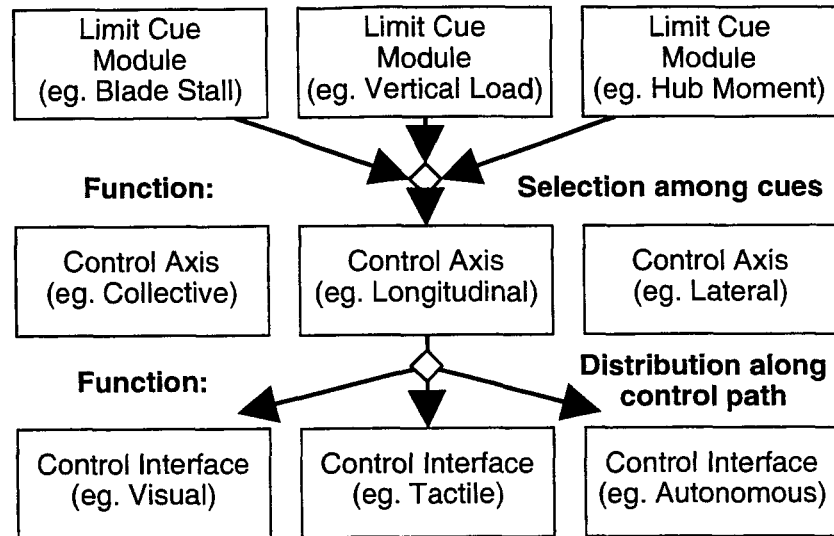 Limit Cue
Module
(eg. Blade Stall)
Limit Cue
Module
(eg. Vertical Load)
Limit Cue
Module
(eg. Hub Moment)
Function:
Selection among cues
Control Axis
(eg. Collective)
Control Axis
(eg. Longitudinal)
Control Axis
(eg. Lateral)
Function:
Distribution along
control path
Control Interface
(eg. Visual)
Control Interface
(eg. Tactile)
Control Interface
(eg. Autonomous)